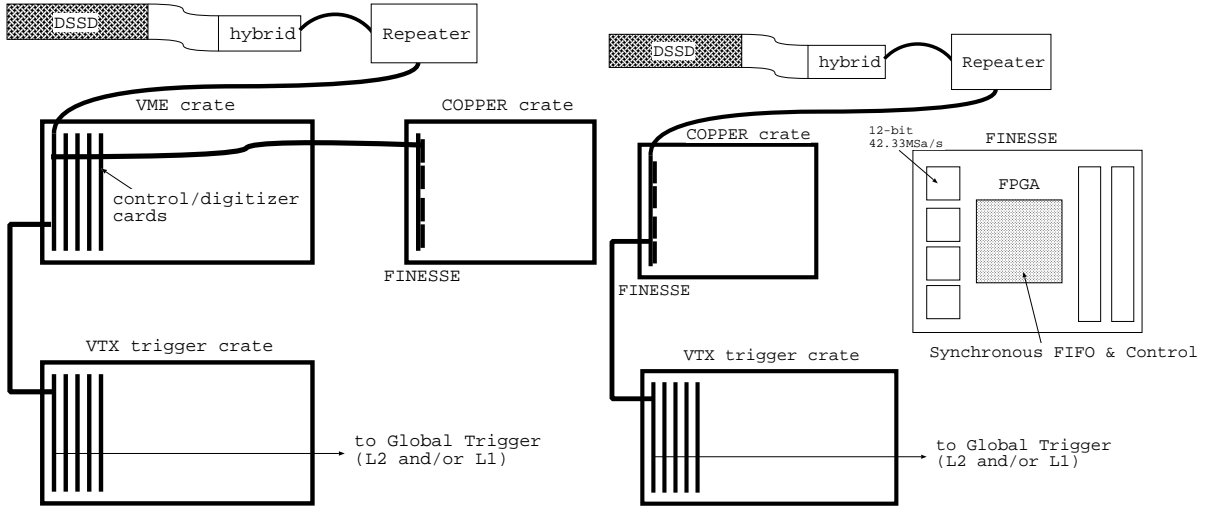 DSSD
hybrid
Repeater
VME crate
COPPER crate
control/digitizer
cards
FINESSE
VTX trigger crate
to Global Trigger
(L2 and/or L1)
DSSD
hybrid
Repeater
COPPER crate
12-bit
42.33MSa/s
FINESSE
FPGA
FINESSE
Synchronous FIFO & Control
VTX trigger crate
to Global Trigger
(L2 and/or L1)